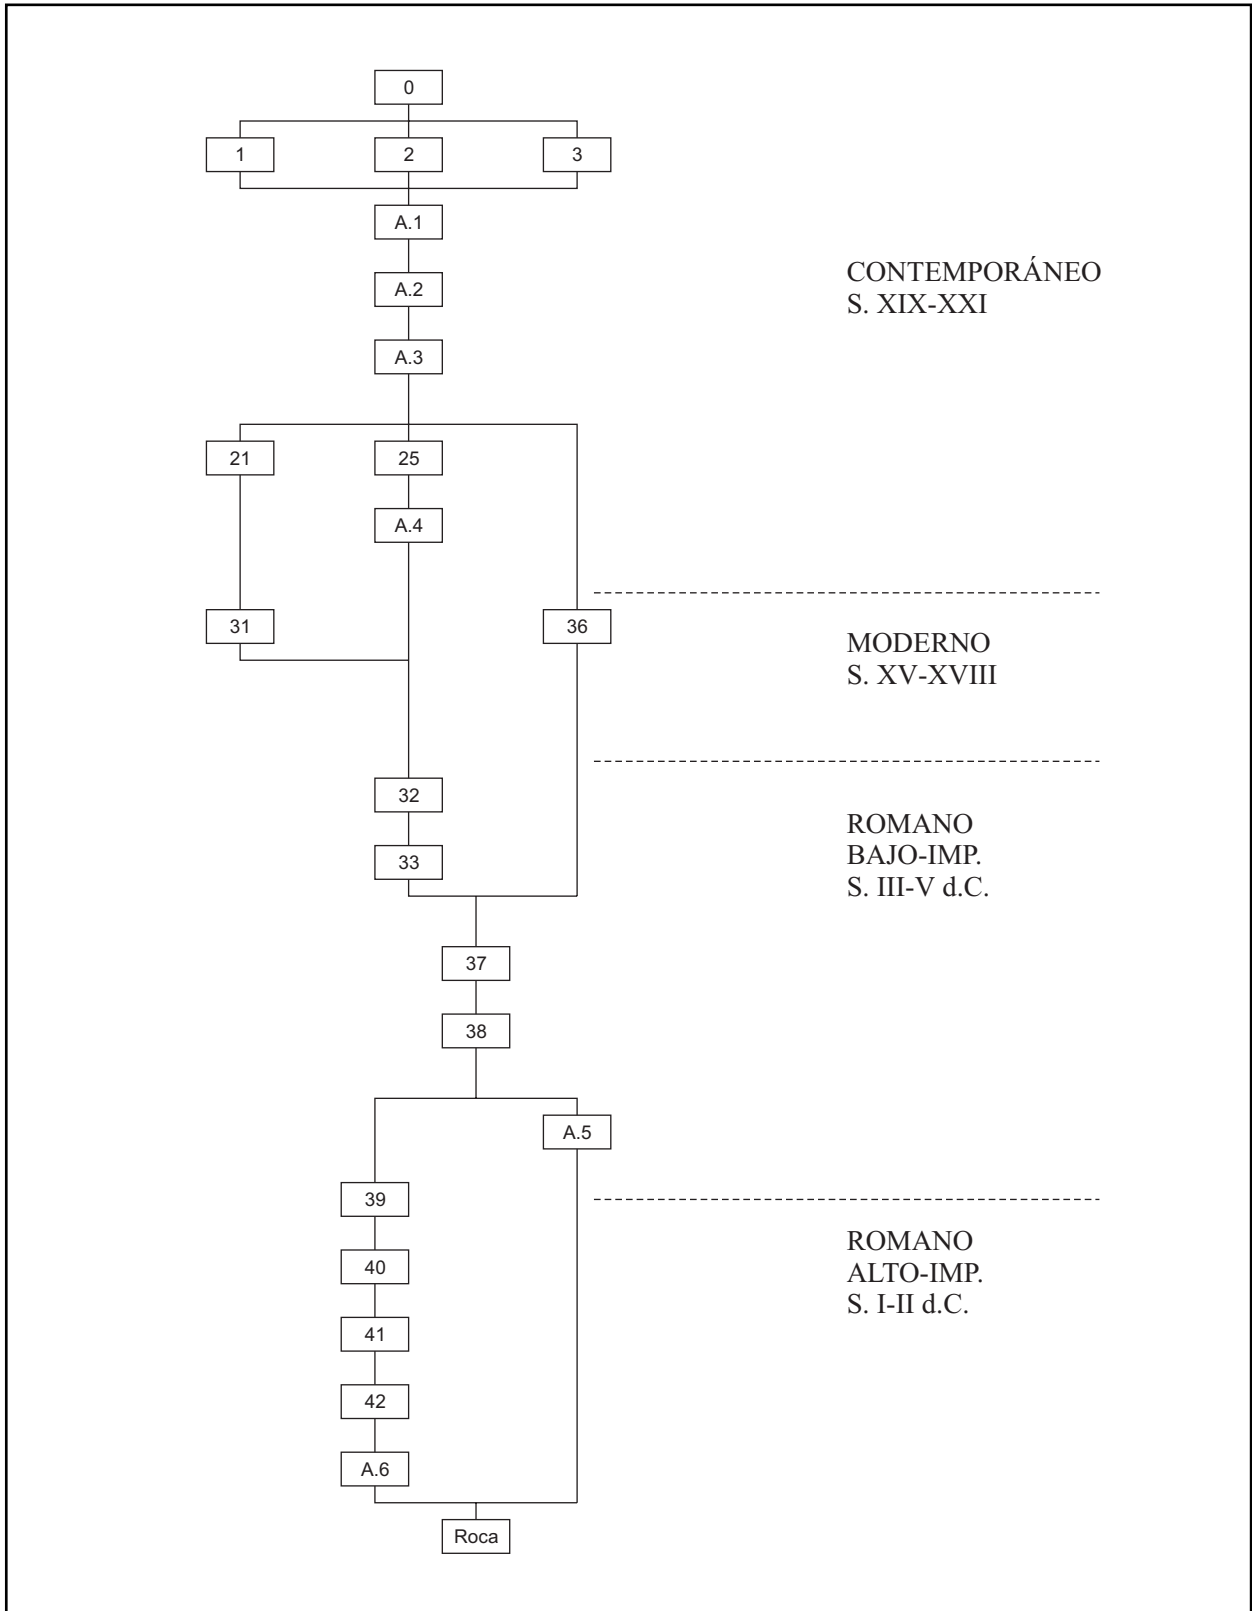 0
1
2
3
A.1
A.2
CONTEMPORÁNEO
S. XIX-XXI
A.3
21
25
A.4
31
36
MODERNO
S. XV-XVIII
32
33
ROMANO
BAJO-IMP.
S. III-V d.C.
37
38
A.5
39
40
41
42
A.6
ROMANO
ALTO-IMP.
S. I-II d.C.
Roca